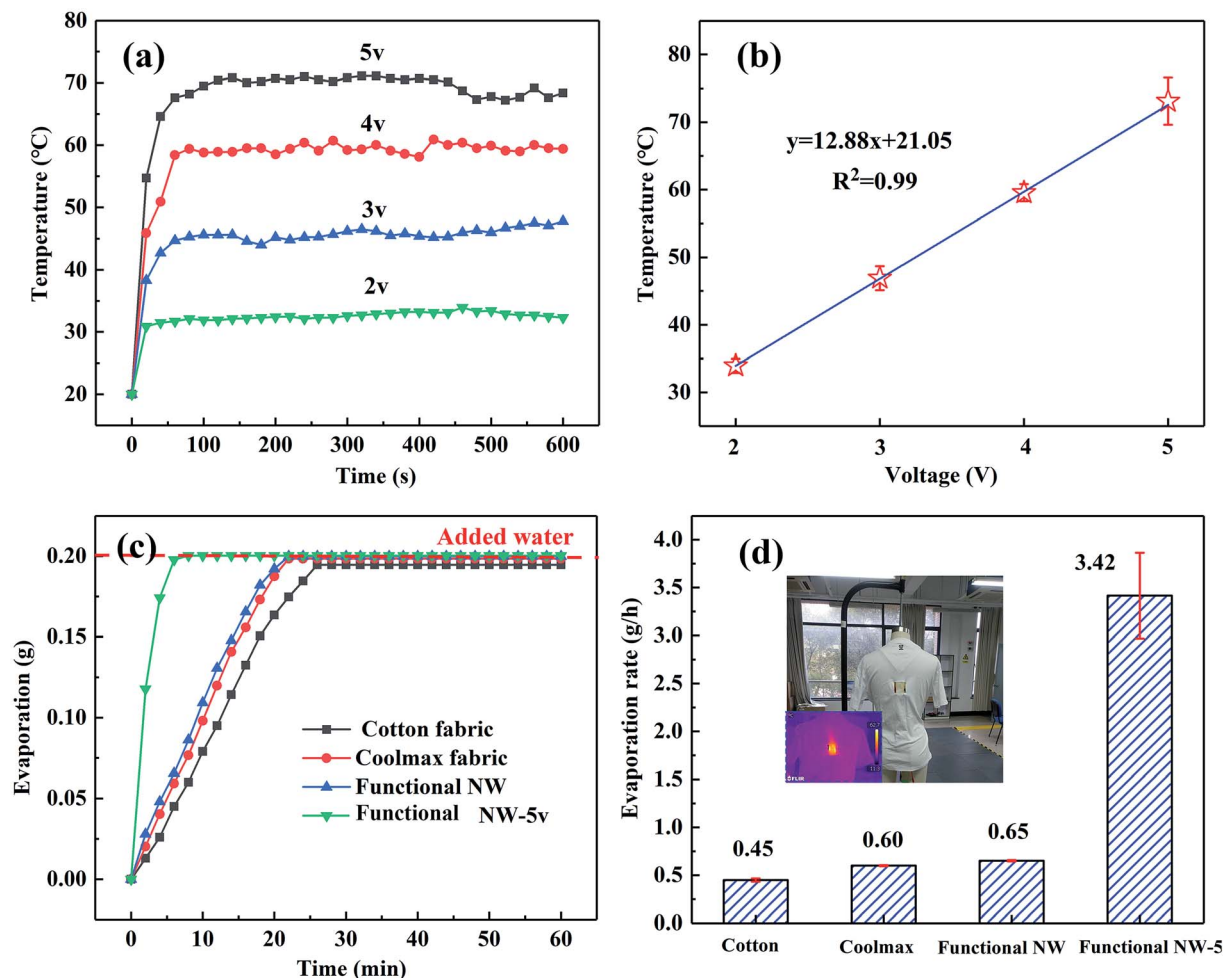 (a)
5v
4v
3v
2v
80
70
60
50
40
30
20
Temperature (℃)
0
100
200
300
400
500
600
Time (s)
(b)
y=12.88x+21.05
R²=0.99
80
70
60
50
40
30
Temperature (℃)
2
3
4
5
Voltage (V)
(c)
Added water
0.20
0.15
0.10
0.05
0.00
Evaporation (g)
Cotton fabric
Coolmax fabric
Functional NW
Functional NW-5v
0
10
20
30
40
50
60
Time (min)
(d)
4.0
3.5
3.0
2.5
2.0
1.5
1.0
0.5
0.0
Evaporation rate (g/h)
3.42
0.45
0.60
0.65
FLIR
Cotton
Coolmax
Functional NW
Functional NW-5